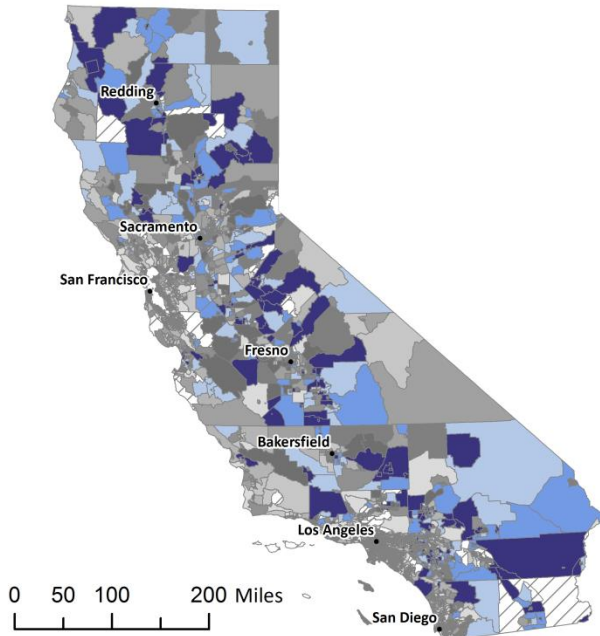 Redding
Sacramento
San Francisco
Fresno
Bakersfield
Los Angeles
0 50 100 200 Miles
San Diego